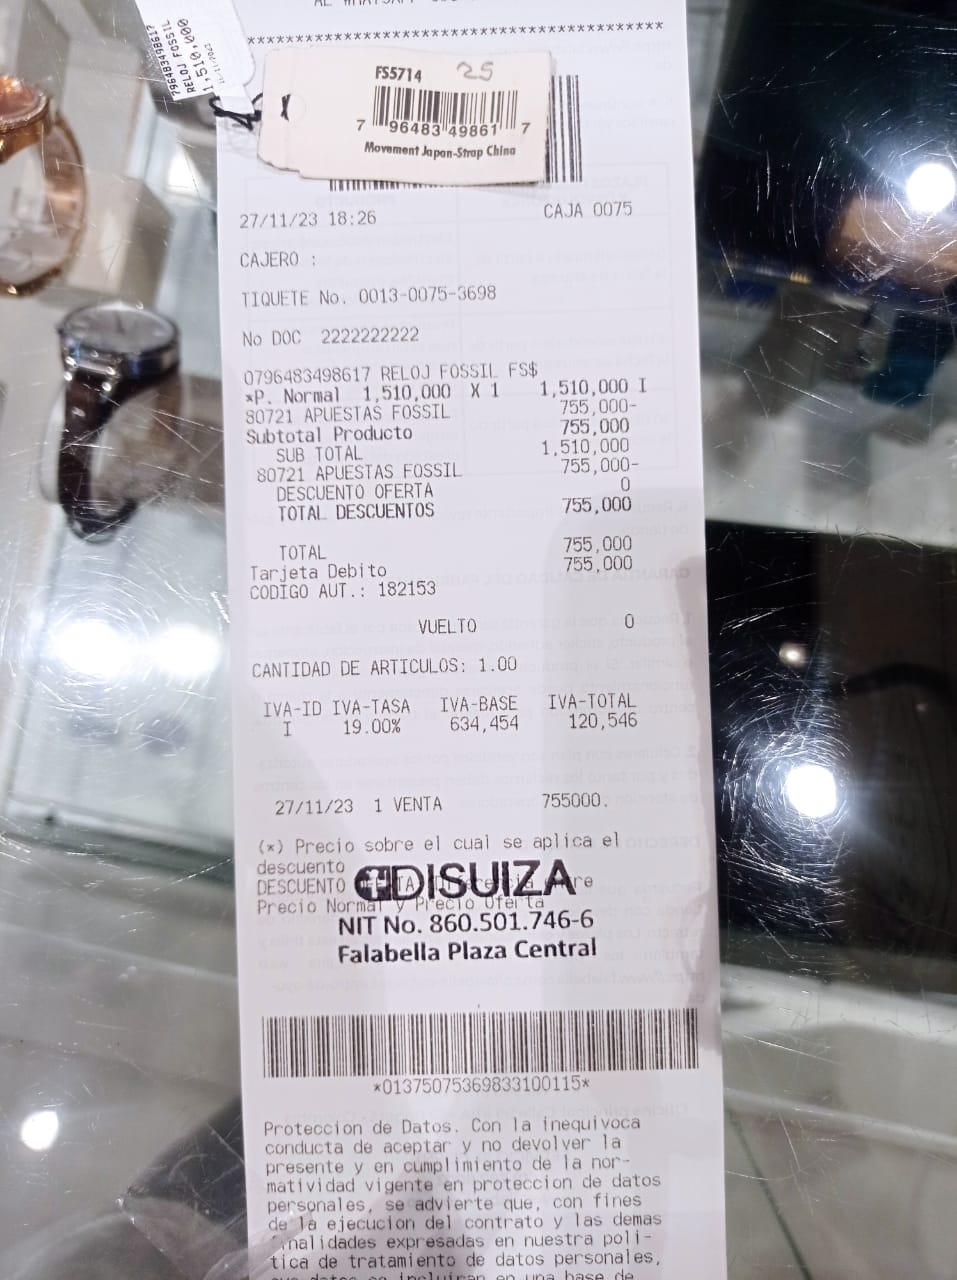 ****************************************
796483498617
RELOJ FOSSIL
1,510,000
FS5714 25
7 96483 49861 7
Movement Japan-Strap China
27/11/23 18:26 CAJA 0075
CAJERO :
TIQUETE No. 0013-0075-3698
No DOC 2222222222
0796483498617 RELOJ FOSSIL FS$
*P. Normal 1,510,000 X 1 1,510,000 I
80721 APUESTAS FOSSIL 755,000-
Subtotal Producto 755,000
SUB TOTAL 1,510,000
80721 APUESTAS FOSSIL 755,000-
DESCUENTO OFERTA 0
TOTAL DESCUENTOS 755,000
TOTAL 755,000
Tarjeta Debito 755,000
CODIGO AUT.: 182153
VUELTO 0
CANTIDAD DE ARTICULOS: 1.00
IVA-ID IVA-TASA IVA-BASE IVA-TOTAL
I 19.00% 634,454 120,546
27/11/23 1 VENTA 755000.
(*) Precio sobre el cual se aplica el
descuento
DISUIZA
DESCUENTO
Precio Normal y Precio Oferta
NIT No. 860.501.746-6
Falabella Plaza Central
*01375075369833100115*
Proteccion de Datos. Con la inequivoca
conducta de aceptar y no devolver la
presente y en cumplimiento de la nor-
matividad vigente en proteccion de datos
personales, se advierte que, con fines
de la ejecucion del contrato y las demas
finalidades expresadas en nuestra poli-
tica de tratamiento de datos personales,